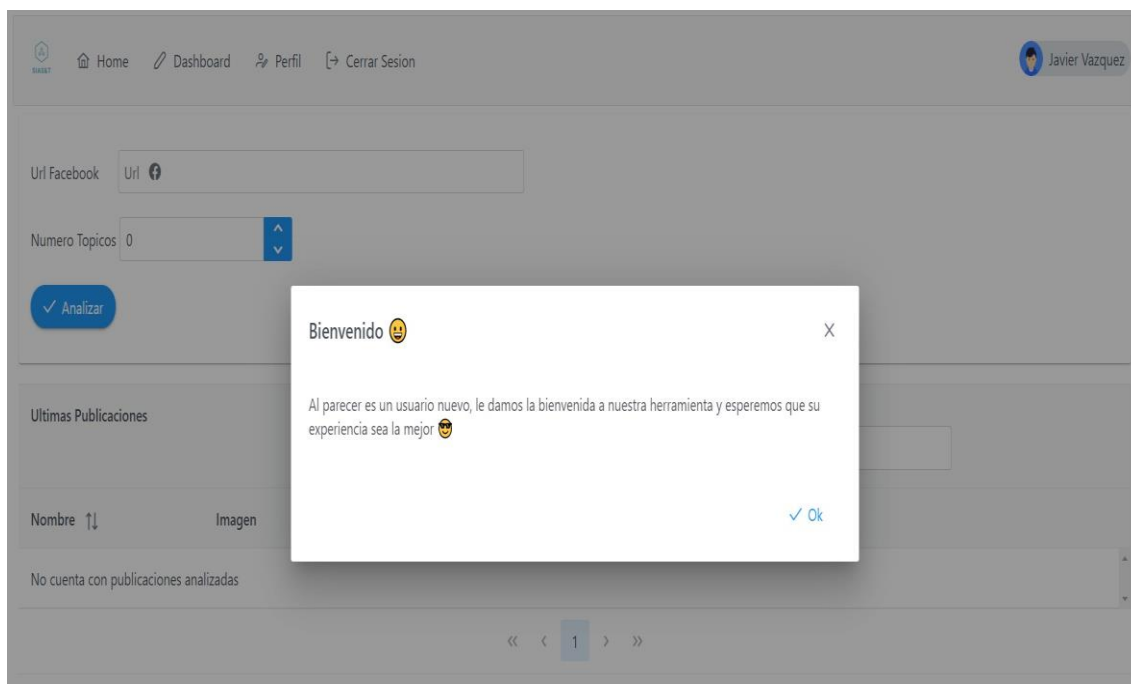 Home Dashboard Perfil Cerrar Sesion Javier Vazquez
Url Facebook Url
Numero Topicos 0
Analizar
Bienvenido 😀 X
Al parecer es un usuario nuevo, le damos la bienvenida a nuestra herramienta y esperemos que su
experiencia sea la mejor 😎
Ok
Ultimas Publicaciones
Nombre Imagen
No cuenta con publicaciones analizadas
« ‹ 1 › »